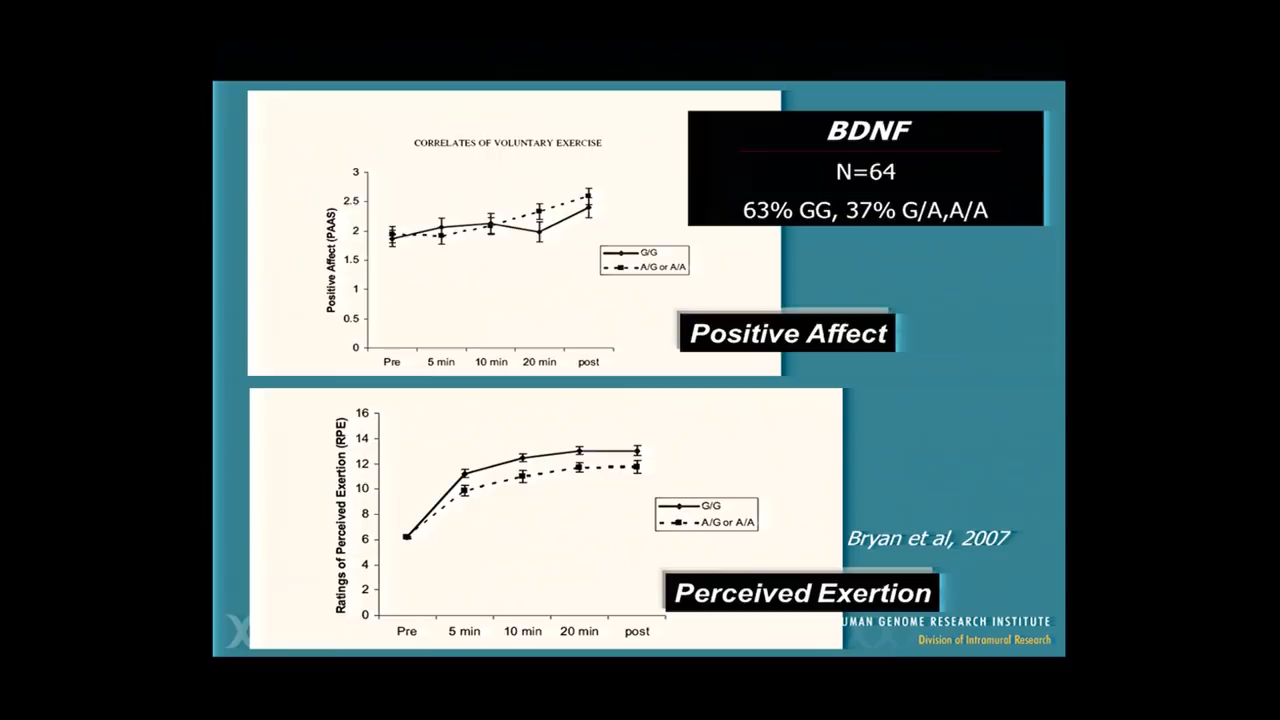 CORRELATES OF VOLUNTARY EXERCISE
Positive Affect (PAAS)
3
2.5
2
1.5
1
0.5
0
Pre 5 min 10 min 20 min post
G/G
A/G or A/A
BDNF
N=64
63% GG, 37% G/A,A/A
Positive Affect
Ratings of Perceived Exertion (RPE)
16
14
12
10
8
6
4
2
0
Pre 5 min 10 min 20 min post
G/G
A/G or A/A
Bryan et al, 2007
Perceived Exertion
UMAN GENOME RESEARCH INSTITUTE
Division of Intramural Research